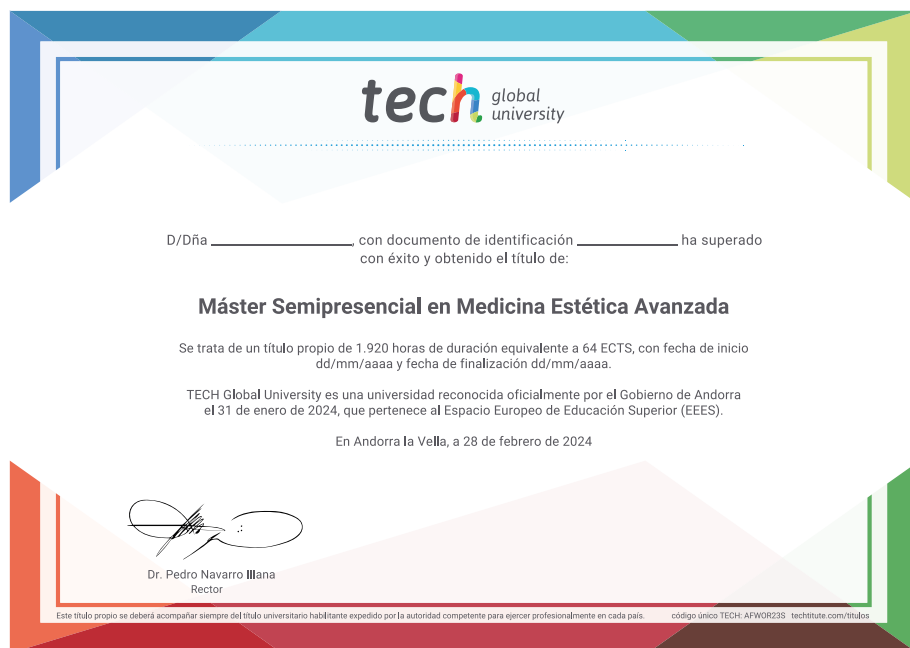 tech global university
D/Dña ____________________, con documento de identificación ______________ ha superado
con éxito y obtenido el título de:
Máster Semipresencial en Medicina Estética Avanzada
Se trata de un título propio de 1.920 horas de duración equivalente a 64 ECTS, con fecha de inicio
dd/mm/aaaa y fecha de finalización dd/mm/aaaa.
TECH Global University es una universidad reconocida oficialmente por el Gobierno de Andorra
el 31 de enero de 2024, que pertenece al Espacio Europeo de Educación Superior (EEES).
En Andorra la Vella, a 28 de febrero de 2024
Dr. Pedro Navarro Illana
Rector
Este título propio se deberá acompañar siempre del título universitario habilitante expedido por la autoridad competente para ejercer profesionalmente en cada país. código único TECH: AFWOR23S techtitute.com/titulos